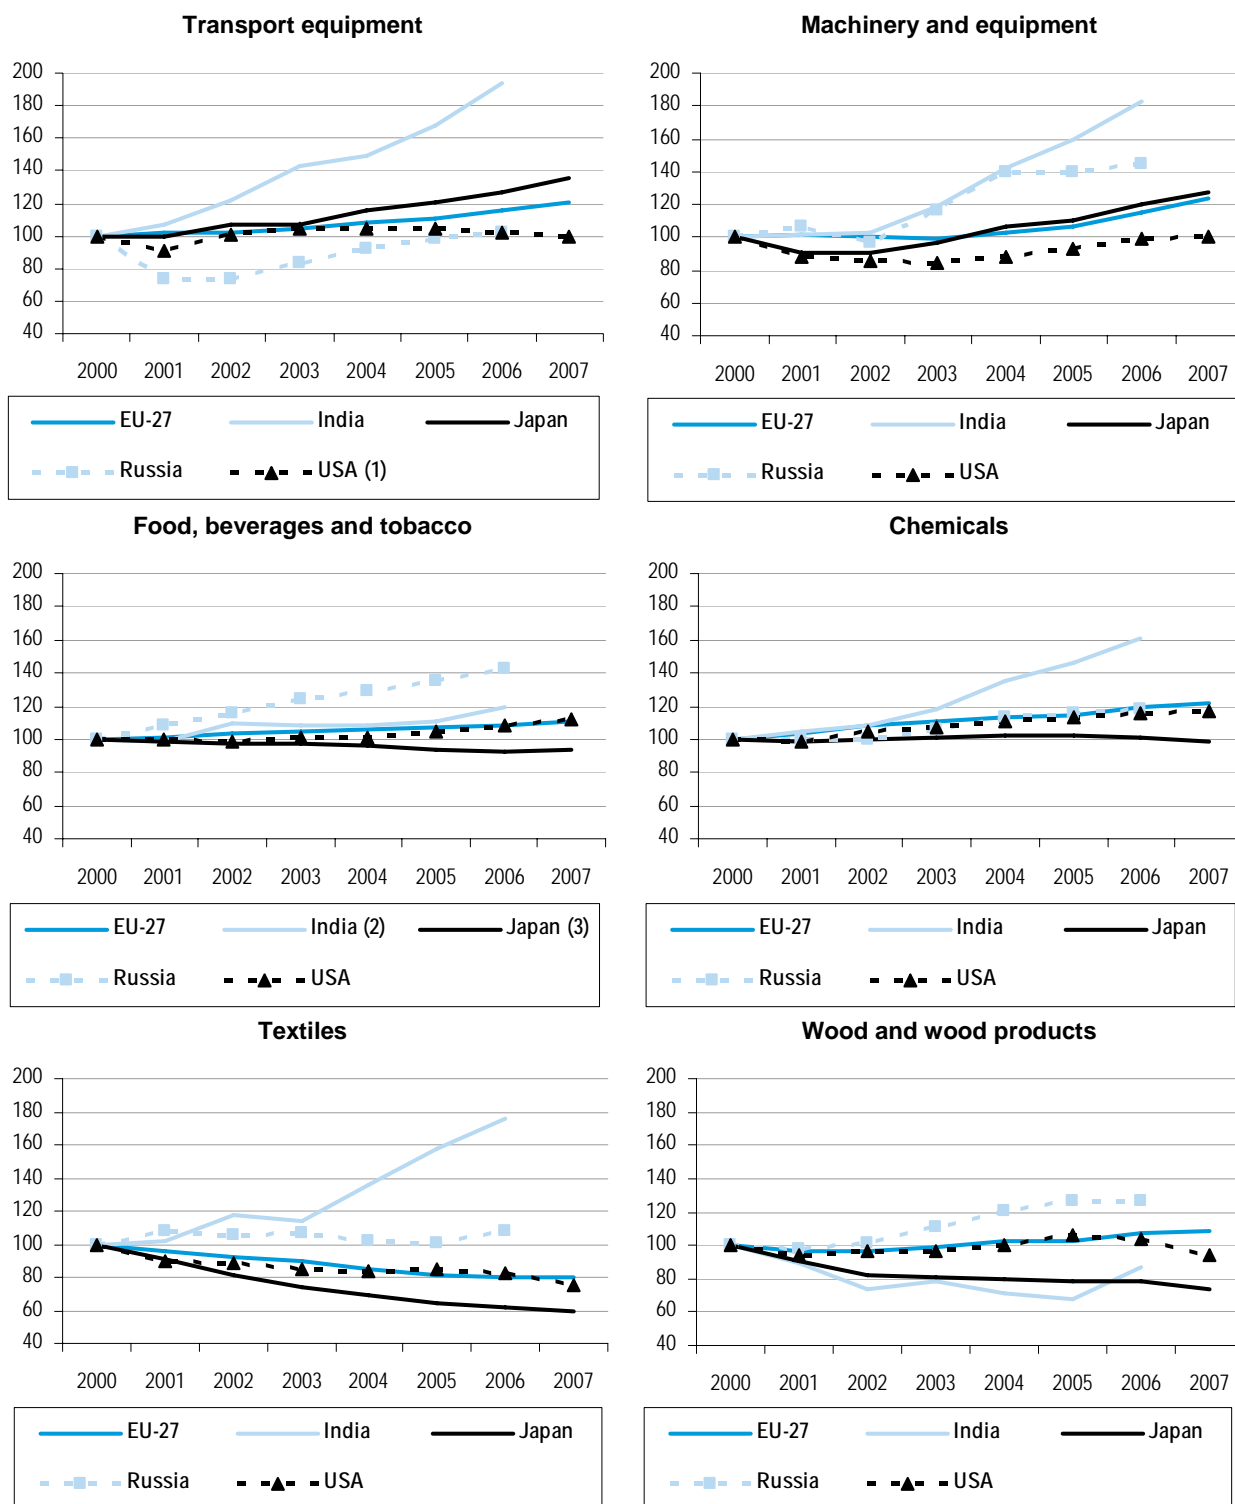 Transport equipment
200
180
160
140
120
100
80
60
40
2000 2001 2002 2003 2004 2005 2006 2007
EU-27 India Japan
Russia USA (1)
Machinery and equipment
200
180
160
140
120
100
80
60
40
2000 2001 2002 2003 2004 2005 2006 2007
EU-27 India Japan
Russia USA
Food, beverages and tobacco
200
180
160
140
120
100
80
60
40
2000 2001 2002 2003 2004 2005 2006 2007
EU-27 India (2) Japan (3)
Russia USA
Chemicals
200
180
160
140
120
100
80
60
40
2000 2001 2002 2003 2004 2005 2006 2007
EU-27 India Japan
Russia USA
Textiles
200
180
160
140
120
100
80
60
40
2000 2001 2002 2003 2004 2005 2006 2007
EU-27 India Japan
Russia USA
Wood and wood products
200
180
160
140
120
100
80
60
40
2000 2001 2002 2003 2004 2005 2006 2007
EU-27 India Japan
Russia USA